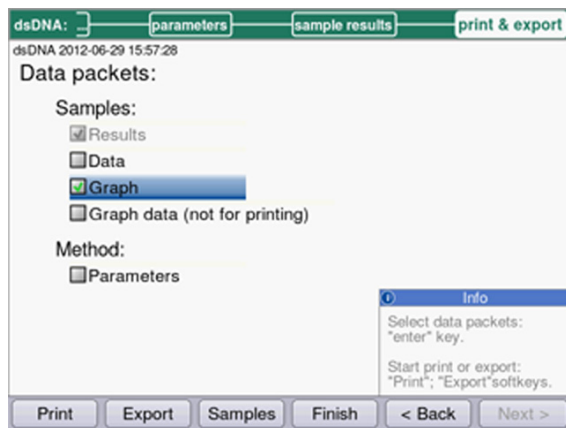 dsDNA: parameters sample results print & export
dsDNA 2012-06-29 15:57:28
Data packets:
Samples:
Results
Data
Graph
Graph data (not for printing)
Method:
Parameters
Info
Select data packets:
"enter" key.
Start print or export:
"Print"; "Export"softkeys.
Print Export Samples Finish < Back Next >